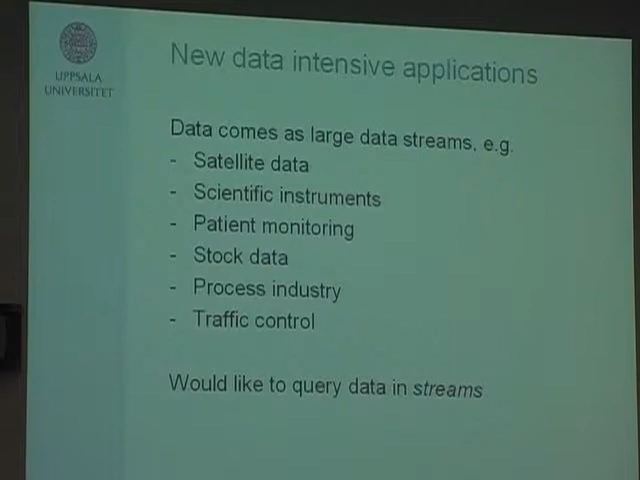 UPPSALA
UNIVERSITET
New data intensive applications
Data comes as large data streams, e.g.
- Satellite data
- Scientific instruments
- Patient monitoring
- Stock data
- Process industry
- Traffic control
Would like to query data in streams